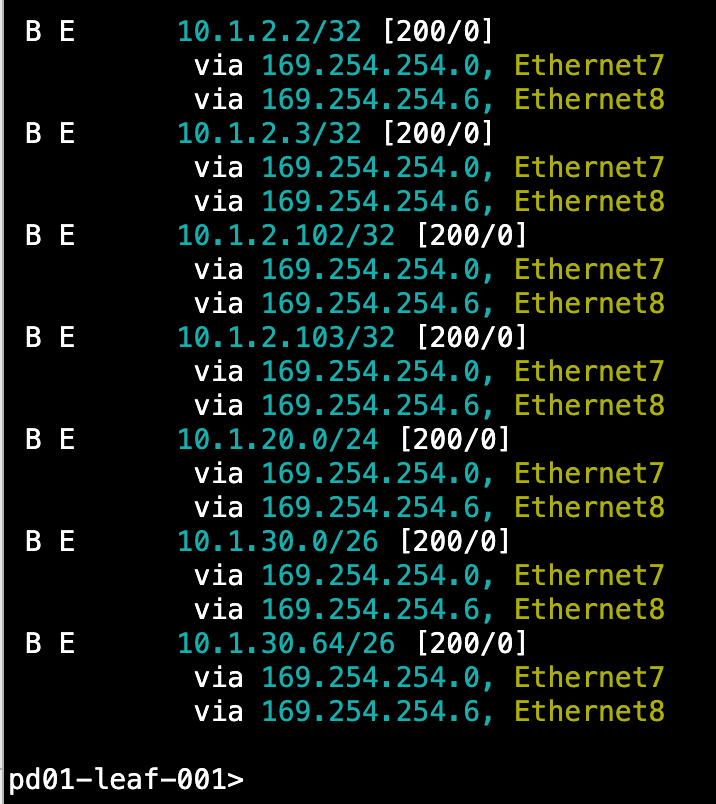 B E 10.1.2.2/32 [200/0]
via 169.254.254.0, Ethernet7
via 169.254.254.6, Ethernet8
B E 10.1.2.3/32 [200/0]
via 169.254.254.0, Ethernet7
via 169.254.254.6, Ethernet8
B E 10.1.2.102/32 [200/0]
via 169.254.254.0, Ethernet7
via 169.254.254.6, Ethernet8
B E 10.1.2.103/32 [200/0]
via 169.254.254.0, Ethernet7
via 169.254.254.6, Ethernet8
B E 10.1.20.0/24 [200/0]
via 169.254.254.0, Ethernet7
via 169.254.254.6, Ethernet8
B E 10.1.30.0/26 [200/0]
via 169.254.254.0, Ethernet7
via 169.254.254.6, Ethernet8
B E 10.1.30.64/26 [200/0]
via 169.254.254.0, Ethernet7
via 169.254.254.6, Ethernet8
pd01-leaf-001>